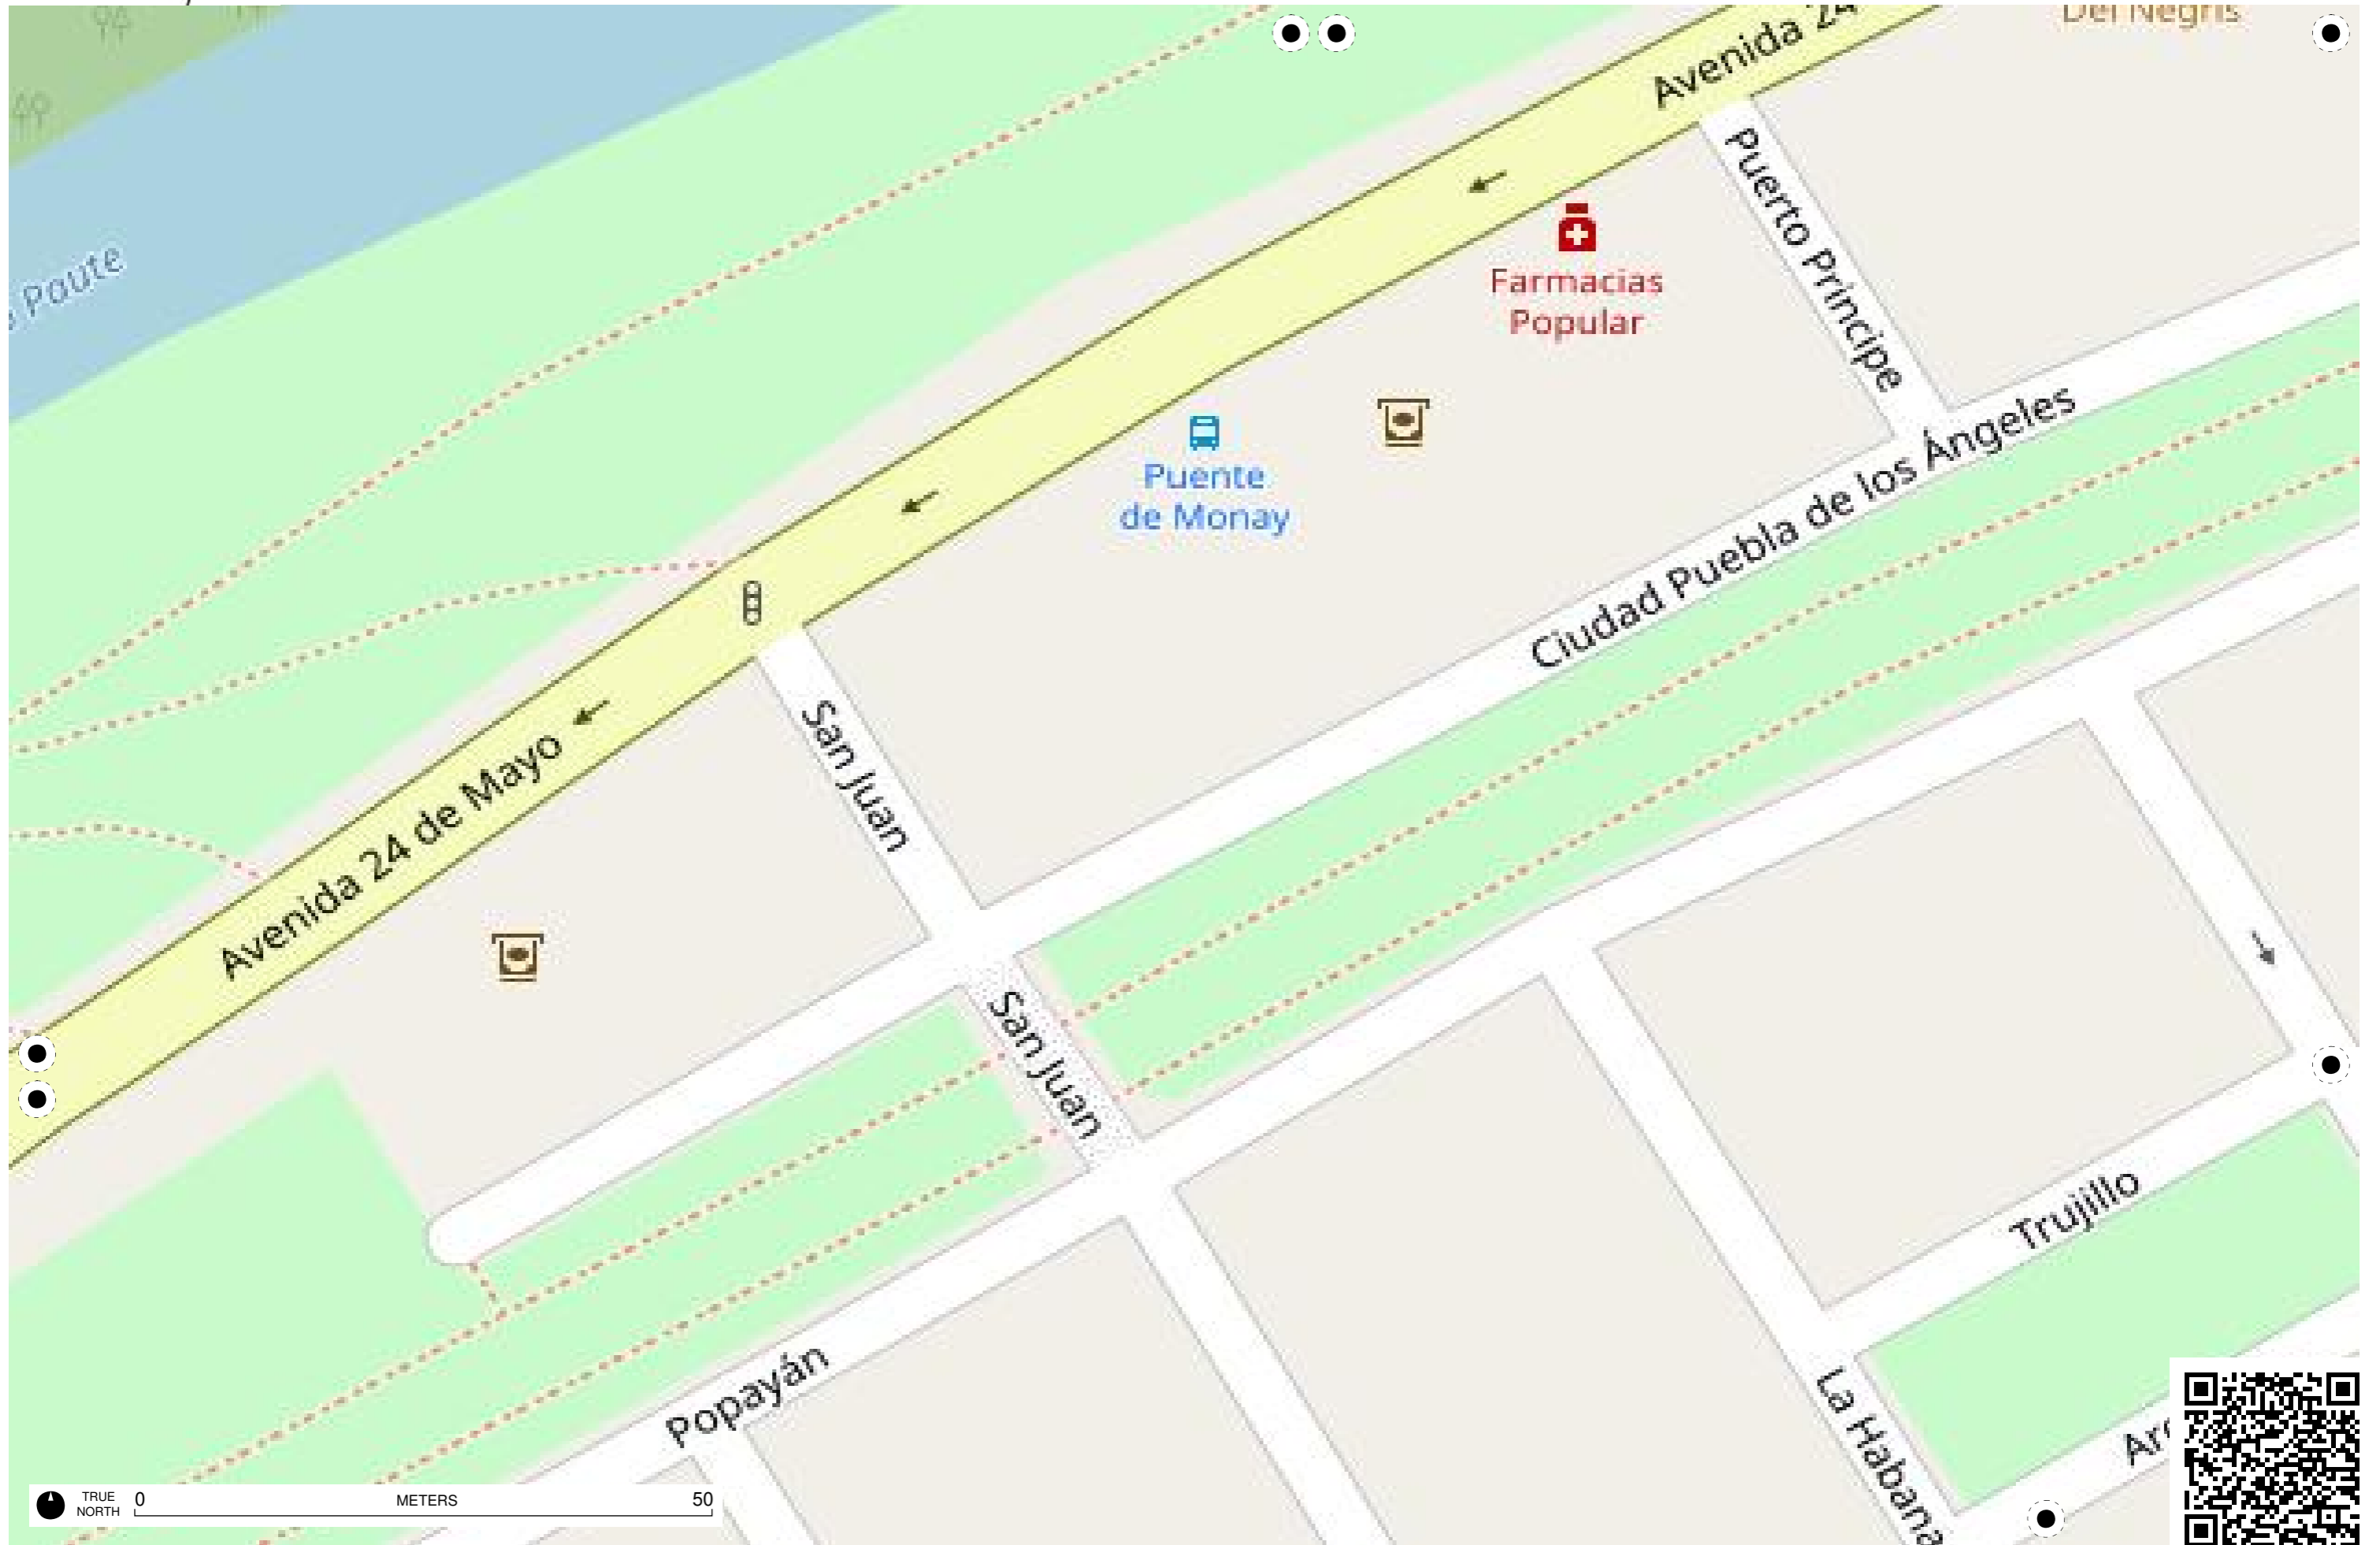 Avenida 24
Del Negris
Puerto Príncipe
Paute
Farmacias
Popular
Puente
de Monay
Ciudad Puebla de los Ángeles
San Juan
Avenida 24 de Mayo
San Juan
Trujillo
Popayán
La Habana
TRUE
NORTH
0 METERS 50